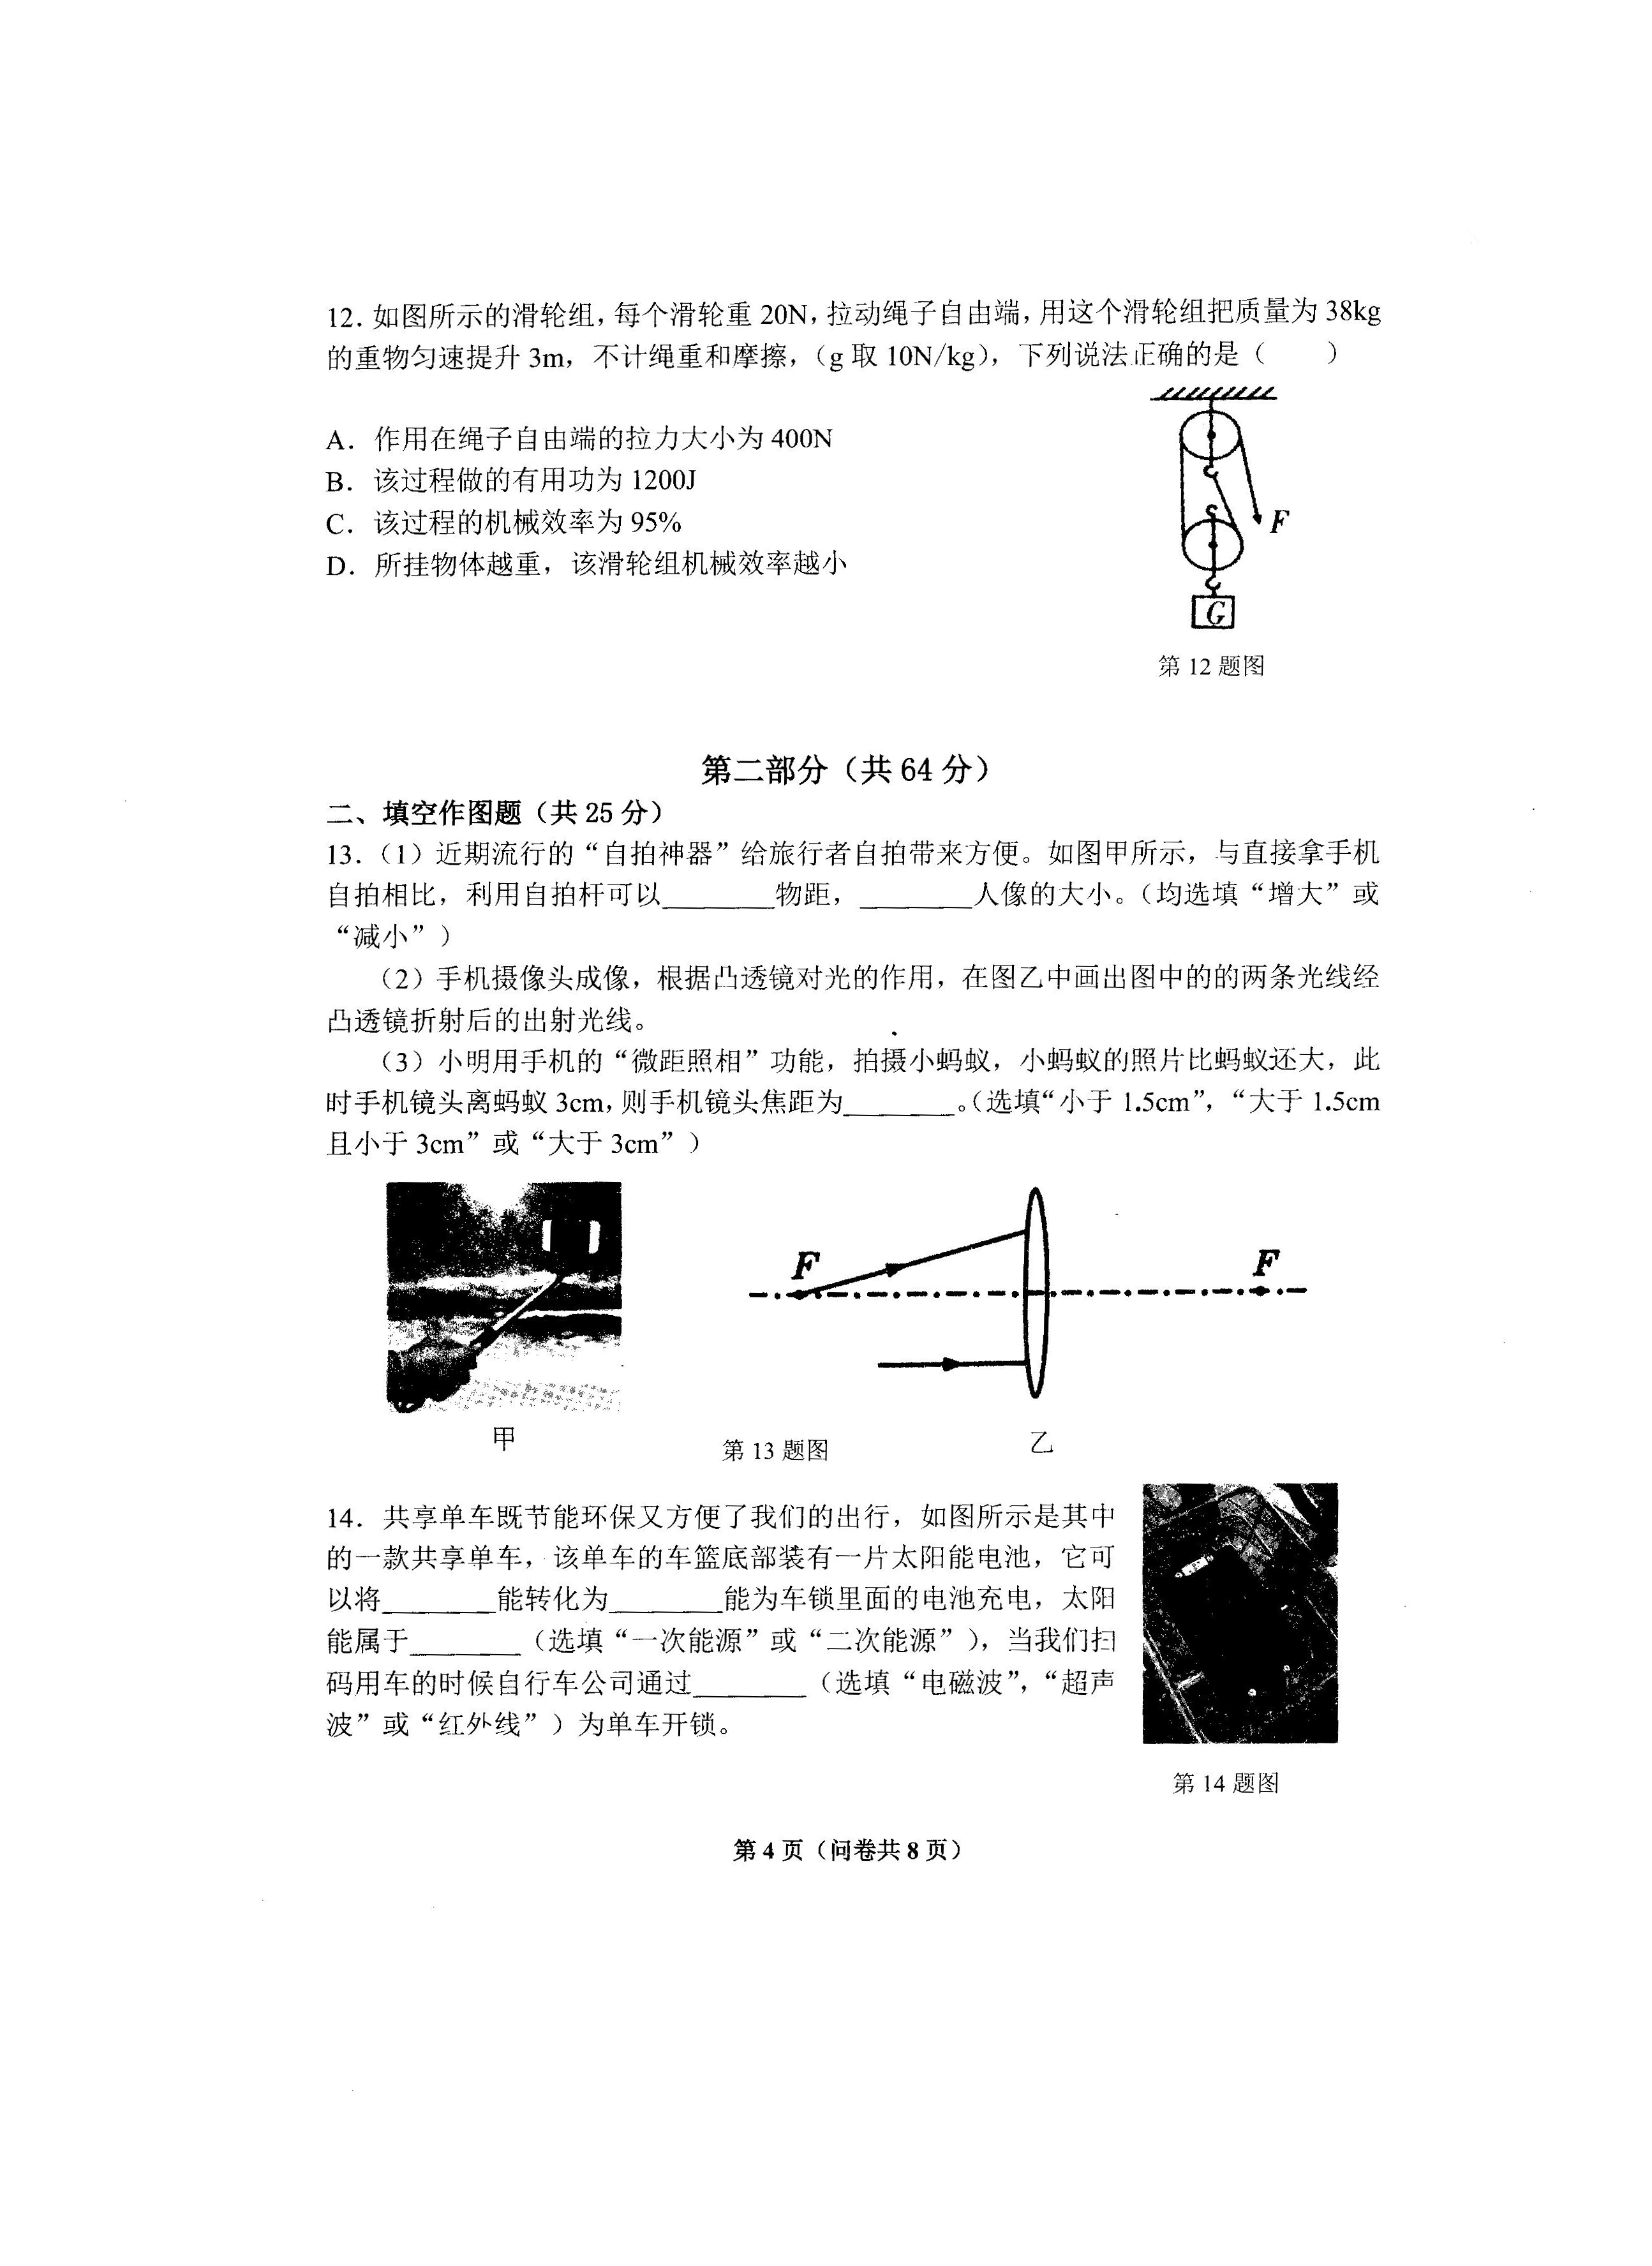 12. 如图所示的滑轮组，每个滑轮重 20N，拉动绳子自由端，用这个滑轮组把质量为 38kg
的重物匀速提升 3m，不计绳重和摩擦，（g 取 10N/kg），下列说法正确的是（　　）
A. 作用在绳子自由端的拉力大小为 400N
B. 该过程做的有用功为 1200J
C. 该过程的机械效率为 95%
D. 所挂物体越重，该滑轮组机械效率越小
F
G
第 12 题图
第二部分（共 64 分）
二、填空作图题（共 25 分）
13.（1）近期流行的“自拍神器”给旅行者自拍带来方便。如图甲所示，与直接拿手机
自拍相比，利用自拍杆可以________物距，________人像的大小。（均选填“增大”或
“减小”）
（2）手机摄像头成像，根据凸透镜对光的作用，在图乙中画出图中的的两条光线经
凸透镜折射后的出射光线。
（3）小明用手机的“微距照相”功能，拍摄小蚂蚁，小蚂蚁的照片比蚂蚁还大，此
时手机镜头离蚂蚁 3cm，则手机镜头焦距为________。（选填“小于 1.5cm”，“大于 1.5cm
且小于 3cm”或“大于 3cm”）
F
F
甲
第 13 题图
乙
14. 共享单车既节能环保又方便了我们的出行，如图所示是其中
的一款共享单车，该单车的车篮底部装有一片太阳能电池，它可
以将________能转化为________能为车锁里面的电池充电，太阳
能属于________（选填“一次能源”或“二次能源”），当我们扫
码用车的时候自行车公司通过________（选填“电磁波”，“超声
波”或“红外线”）为单车开锁。
第 14 题图
第 4 页（问卷共 8 页）